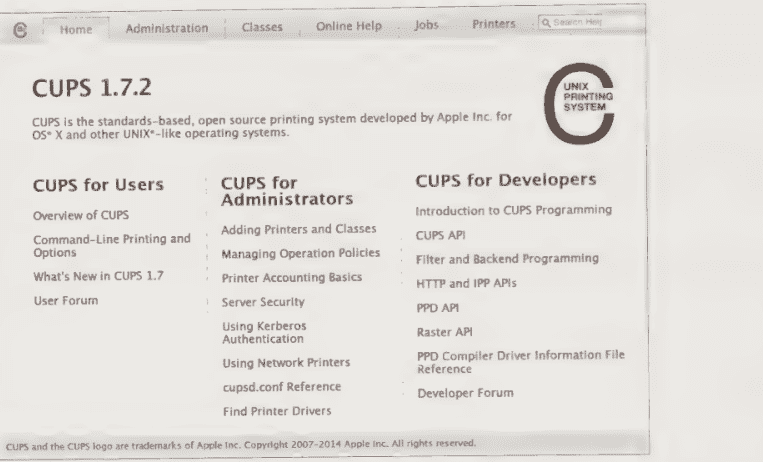 Home Administration Classes Online Help Jobs Printers Search Help
CUPS 1.7.2
CUPS is the standards-based, open source printing system developed by Apple Inc. for
OS® X and other UNIX®-like operating systems.
UNIX
PRINTING
SYSTEM
CUPS for Users
Overview of CUPS
Command-Line Printing and
Options
What's New in CUPS 1.7
User Forum
CUPS for
Administrators
Adding Printers and Classes
Managing Operation Policies
Printer Accounting Basics
Server Security
Using Kerberos
Authentication
Using Network Printers
cupsd.conf Reference
Find Printer Drivers
CUPS for Developers
Introduction to CUPS Programming
CUPS API
Filter and Backend Programming
HTTP and IPP APIs
PPD API
Raster API
PPD Compiler Driver Information File
Reference
Developer Forum
CUPS and the CUPS logo are trademarks of Apple Inc. Copyright 2007-2014 Apple Inc. All rights reserved.